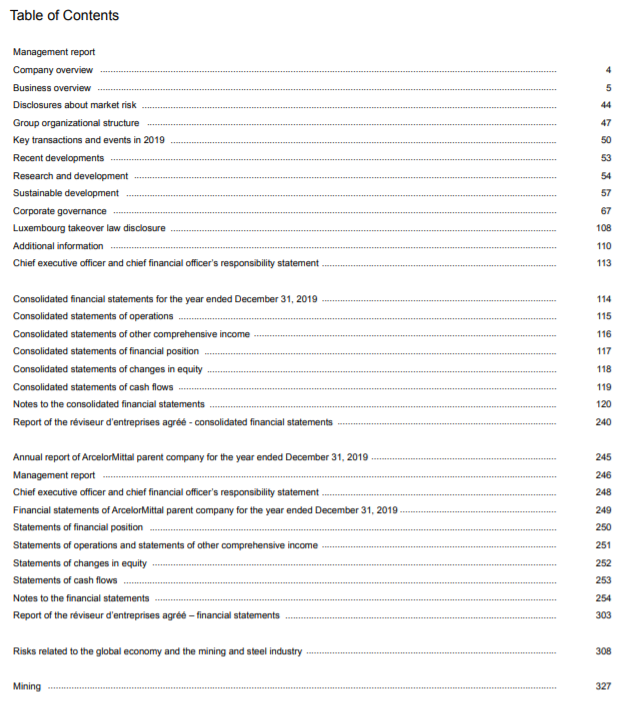 Table of Contents
Management report
Company overview 4
Business overview 5
Disclosures about market risk 44
Group organizational structure 47
Key transactions and events in 2019 50
Recent developments 53
Research and development 54
Sustainable development 57
Corporate governance 67
Luxembourg takeover law disclosure 108
Additional information 110
Chief executive officer and chief financial officer’s responsibility statement 113
Consolidated financial statements for the year ended December 31, 2019 114
Consolidated statements of operations 115
Consolidated statements of other comprehensive income 116
Consolidated statements of financial position 117
Consolidated statements of changes in equity 118
Consolidated statements of cash flows 119
Notes to the consolidated financial statements 120
Report of the réviseur d’entreprises agréé - consolidated financial statements 240
Annual report of ArcelorMittal parent company for the year ended December 31, 2019 245
Management report 246
Chief executive officer and chief financial officer’s responsibility statement 248
Financial statements of ArcelorMittal parent company for the year ended December 31, 2019 249
Statements of financial position 250
Statements of operations and statements of other comprehensive income 251
Statements of changes in equity 252
Statements of cash flows 253
Notes to the financial statements 254
Report of the réviseur d’entreprises agréé – financial statements 303
Risks related to the global economy and the mining and steel industry 308
Mining 327